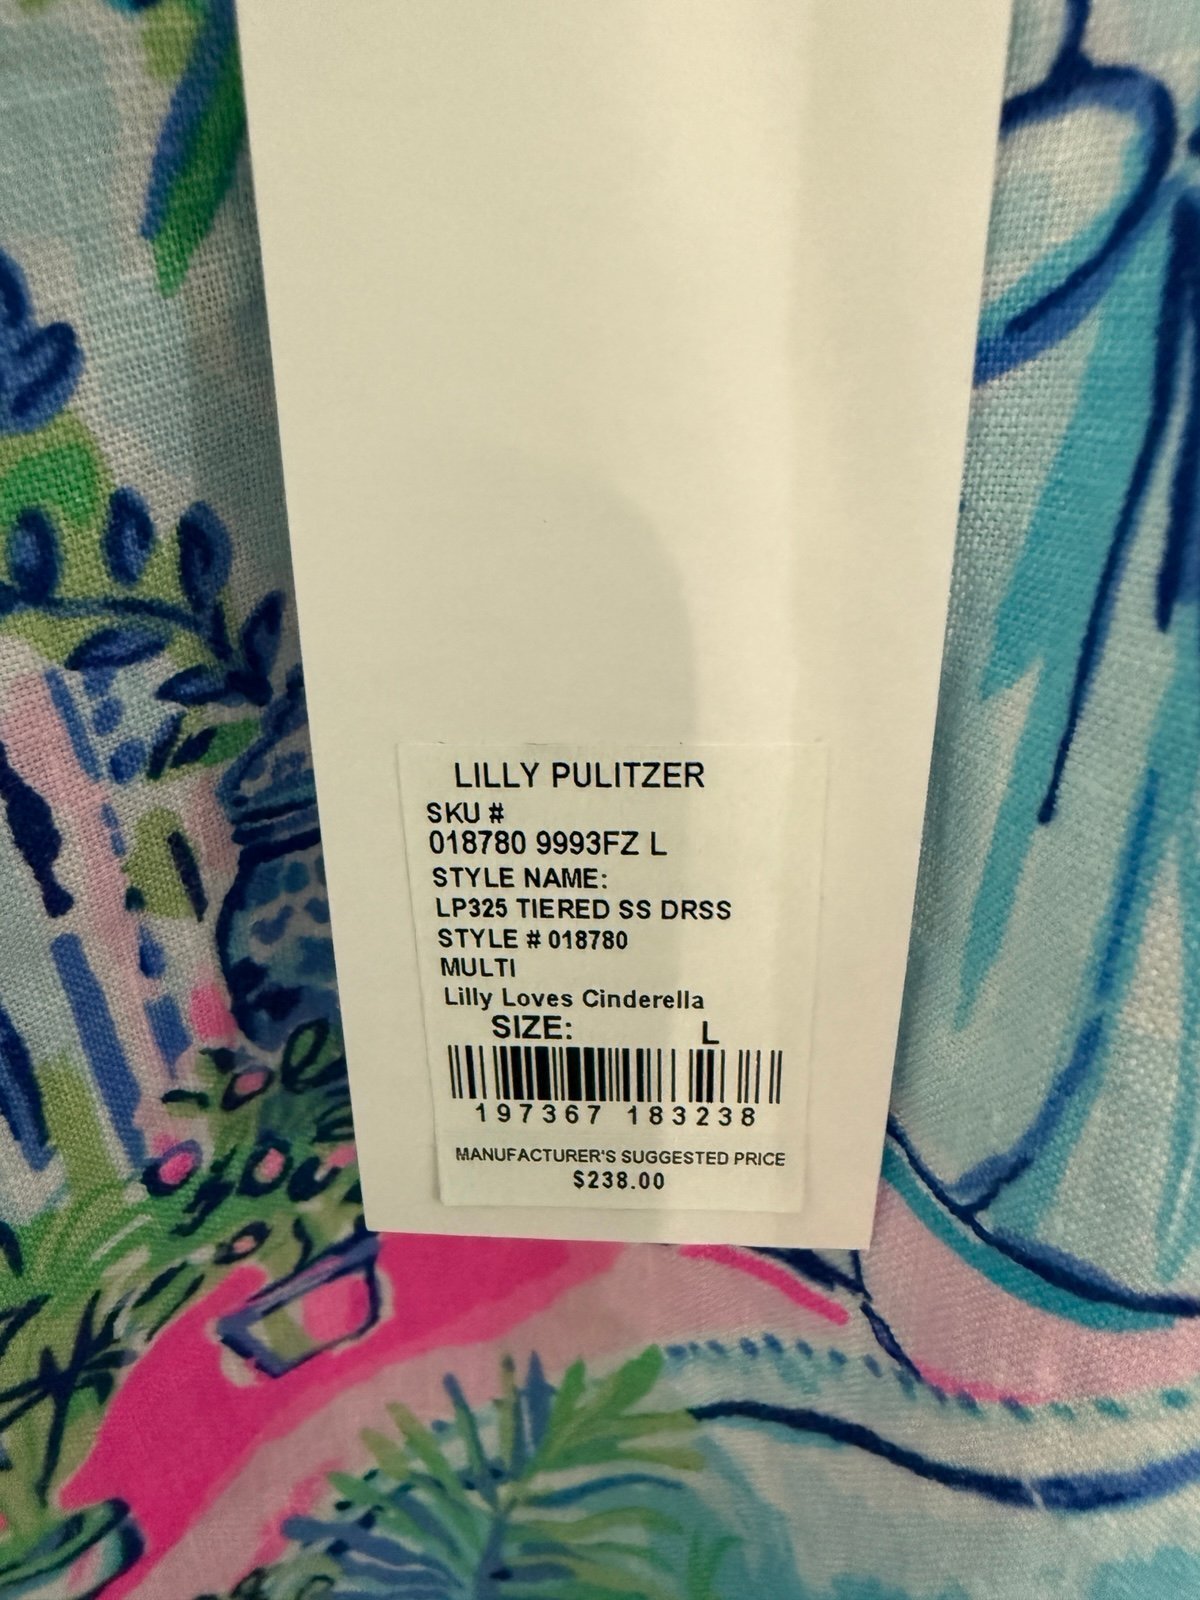 LILLY PULITZER
SKU #
018780 9993FZ L
STYLE NAME:
LP325 TIERED SS DRSS
STYLE # 018780
MULTI
Lilly Loves Cinderella
SIZE: L
197367 183238
MANUFACTURER'S SUGGESTED PRICE
$238.00